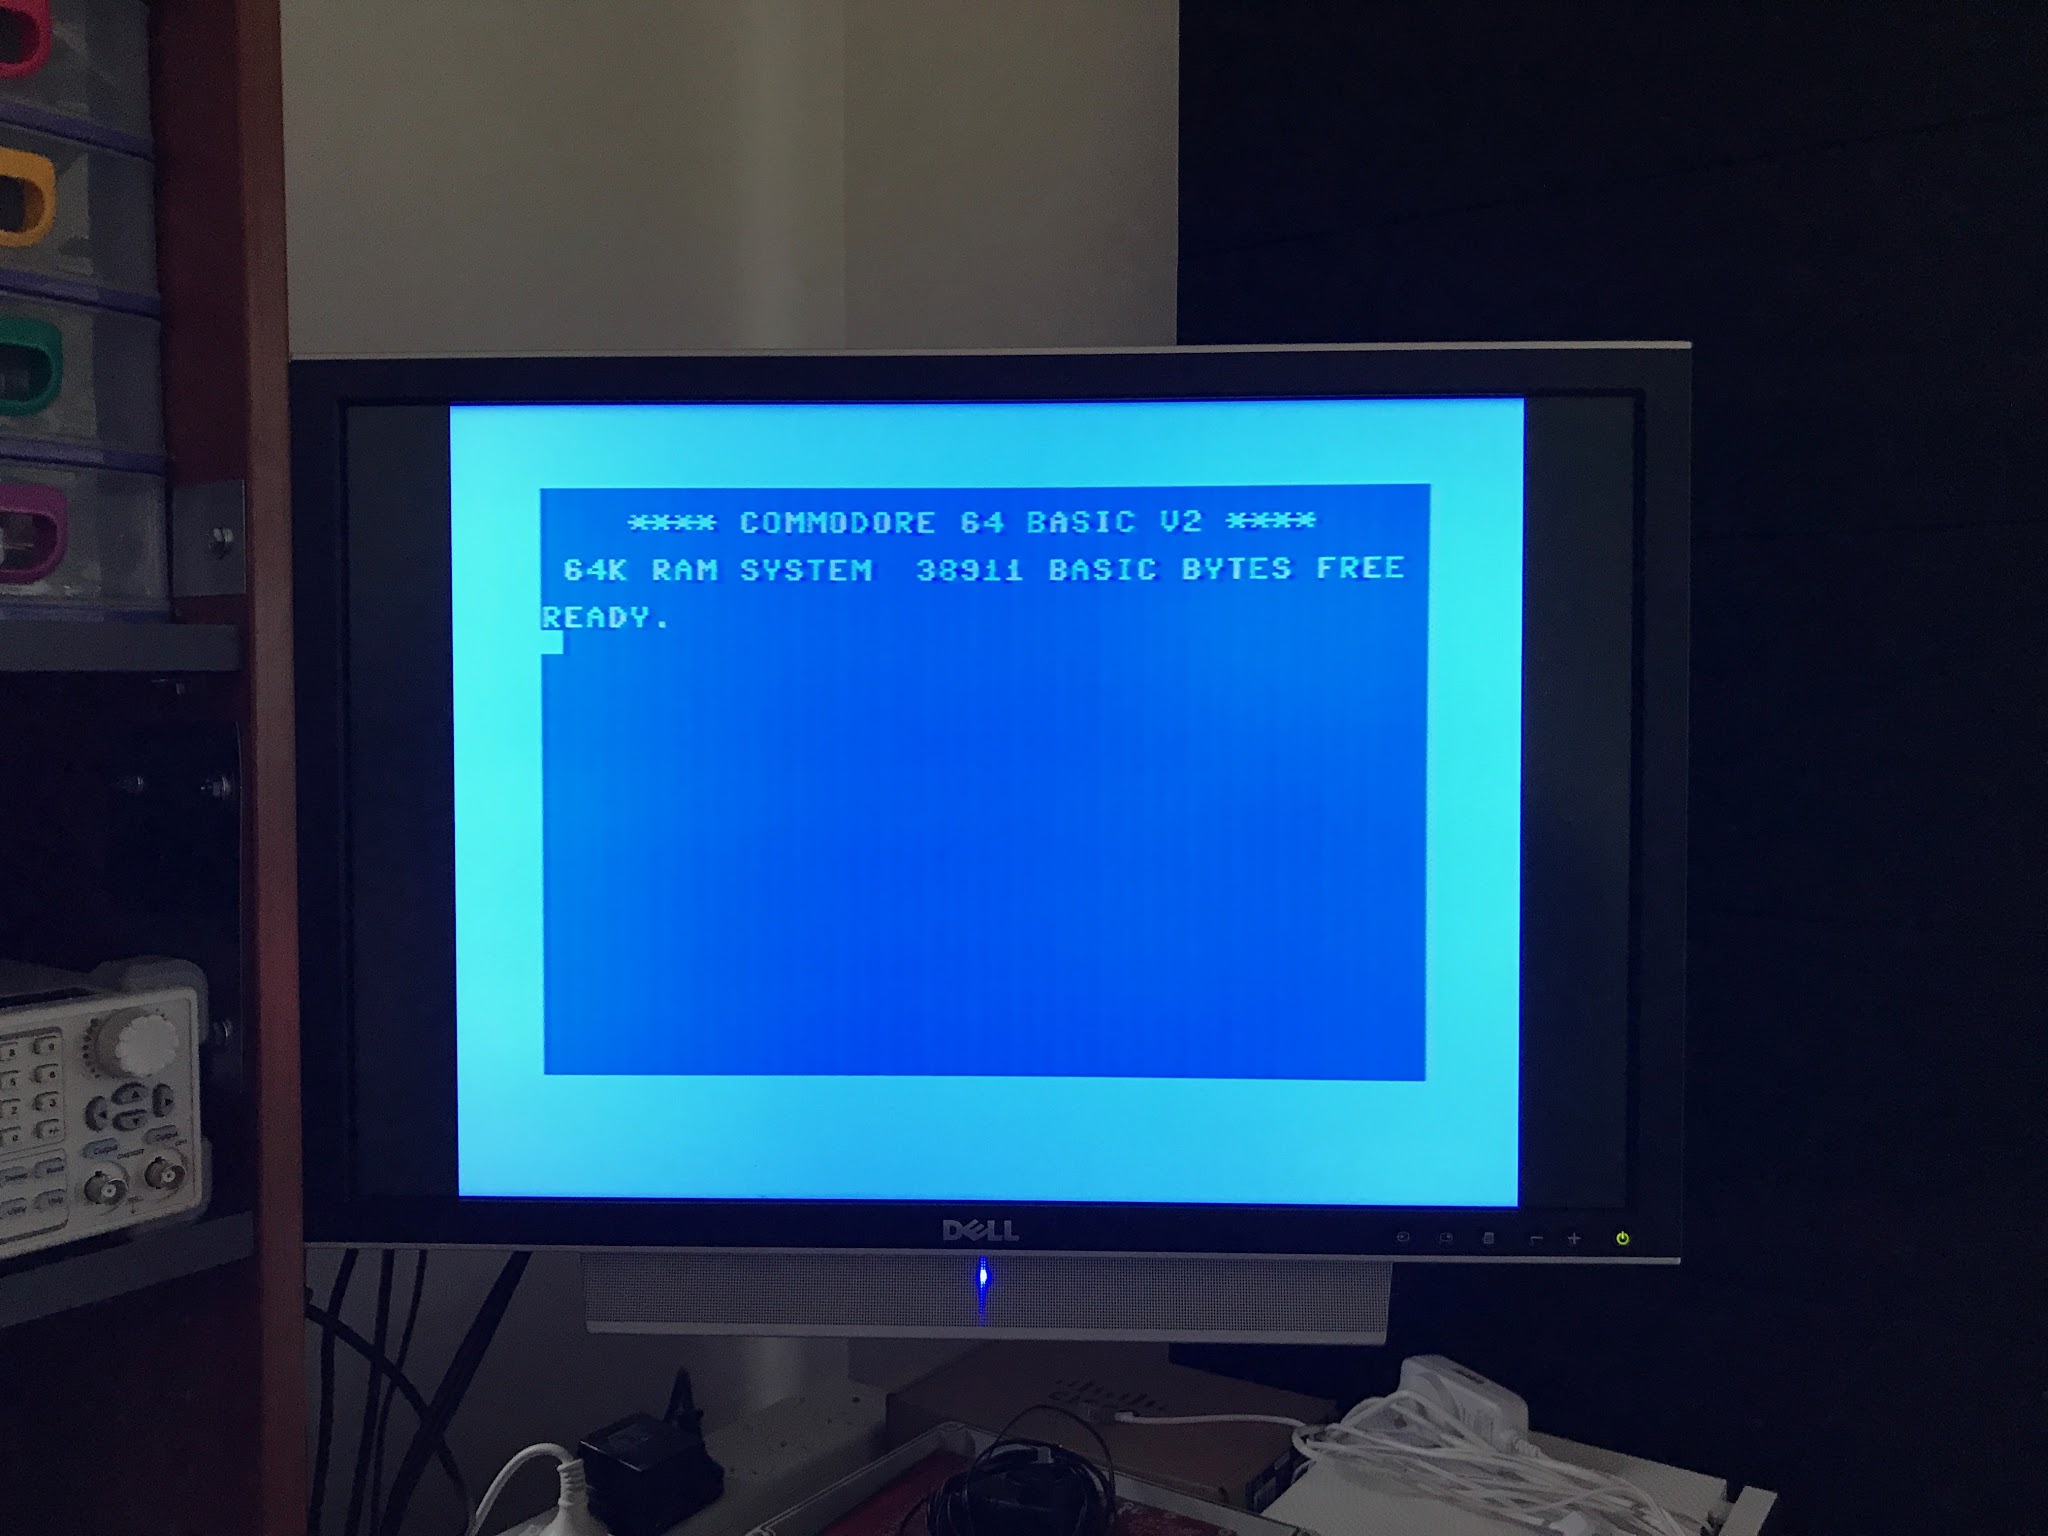 **** COMMODORE 64 BASIC V2 ****
64K RAM SYSTEM  38911 BASIC BYTES FREE
READY.
DELL